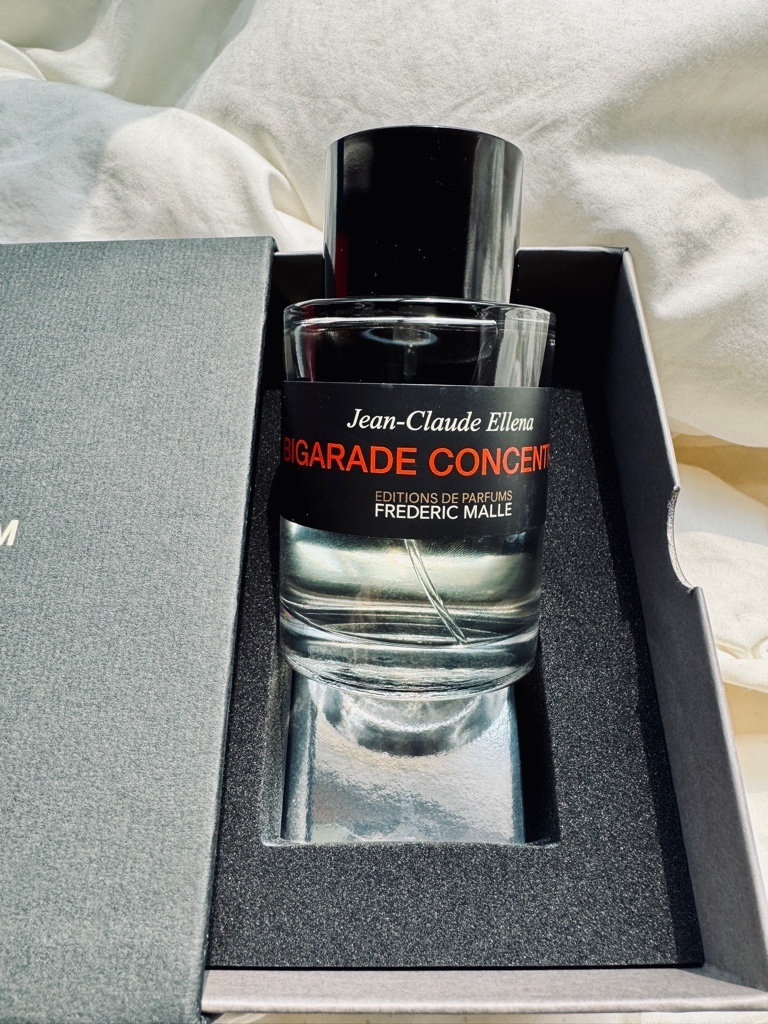 M
Jean-Claude Ellena
BIGARADE CONCENT
EDITIONS DE PARFUMS
FREDERIC MALLE